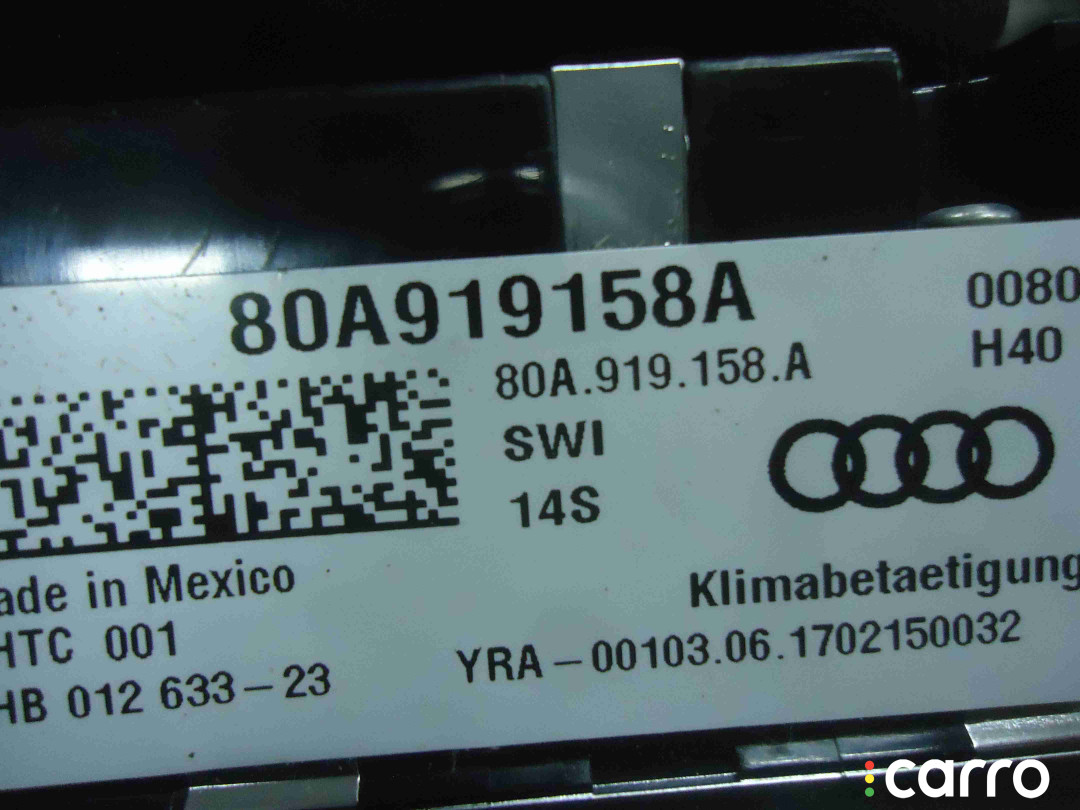 80A919158A
0080
80A.919.158.A
H40
SWI
14S
ade in Mexico
HTC 001
HB 012 633-23
Klimabetaetigung
YRA-00103.06.1702150032
carro